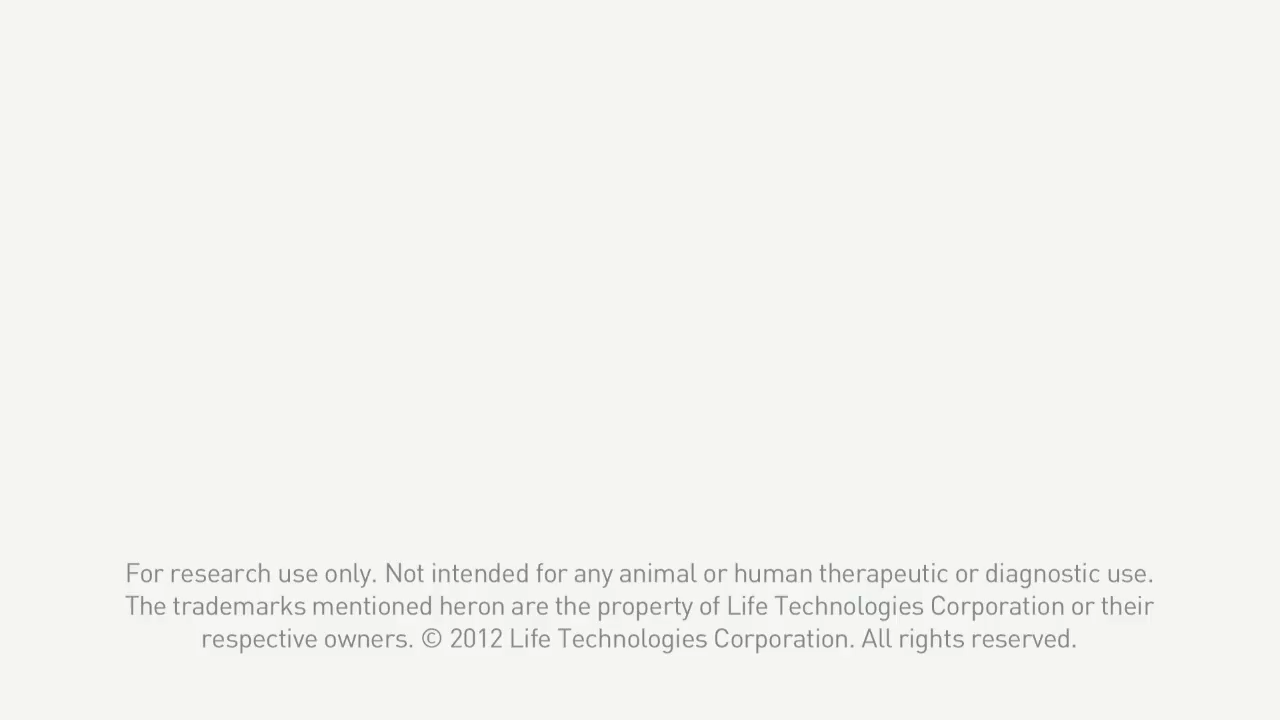 For research use only. Not intended for any animal or human therapeutic or diagnostic use.
The trademarks mentioned heron are the property of Life Technologies Corporation or their
respective owners. © 2012 Life Technologies Corporation. All rights reserved.